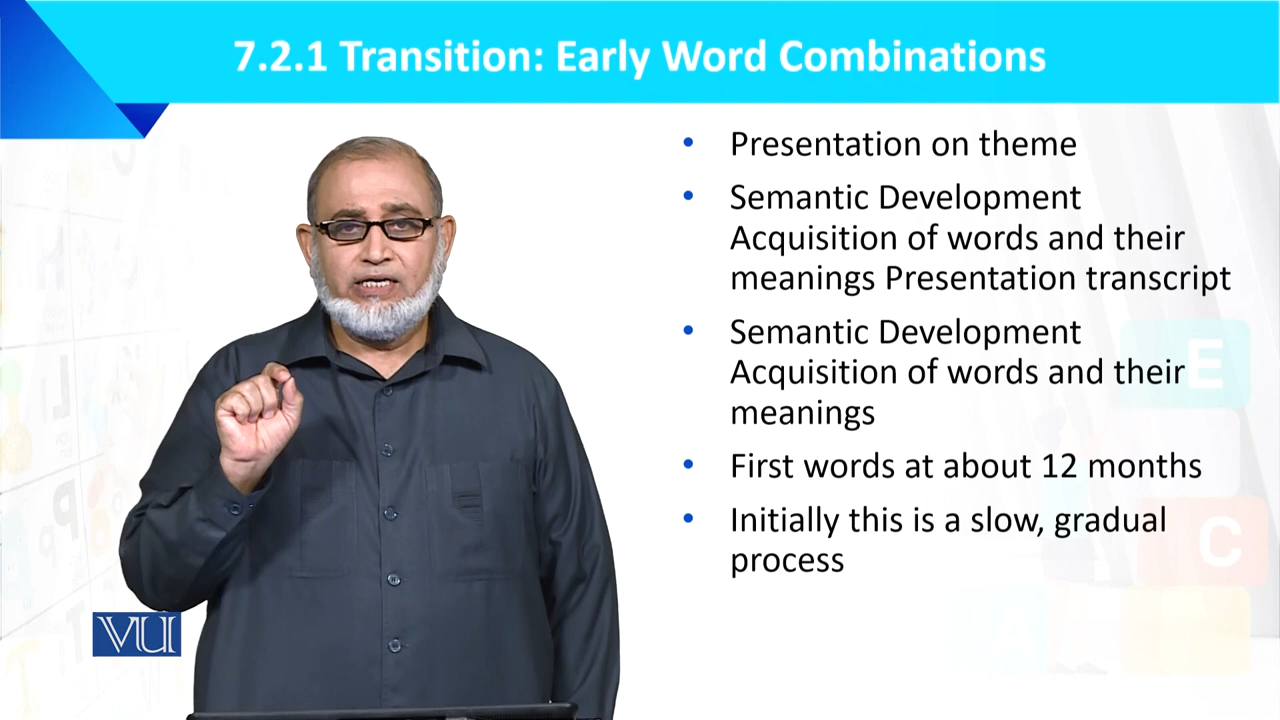 7.2.1 Transition: Early Word Combinations
• Presentation on theme
• Semantic Development
Acquisition of words and their
meanings Presentation transcript
• Semantic Development
Acquisition of words and their
meanings
• First words at about 12 months
• Initially this is a slow, gradual
process
E
C
A
VU